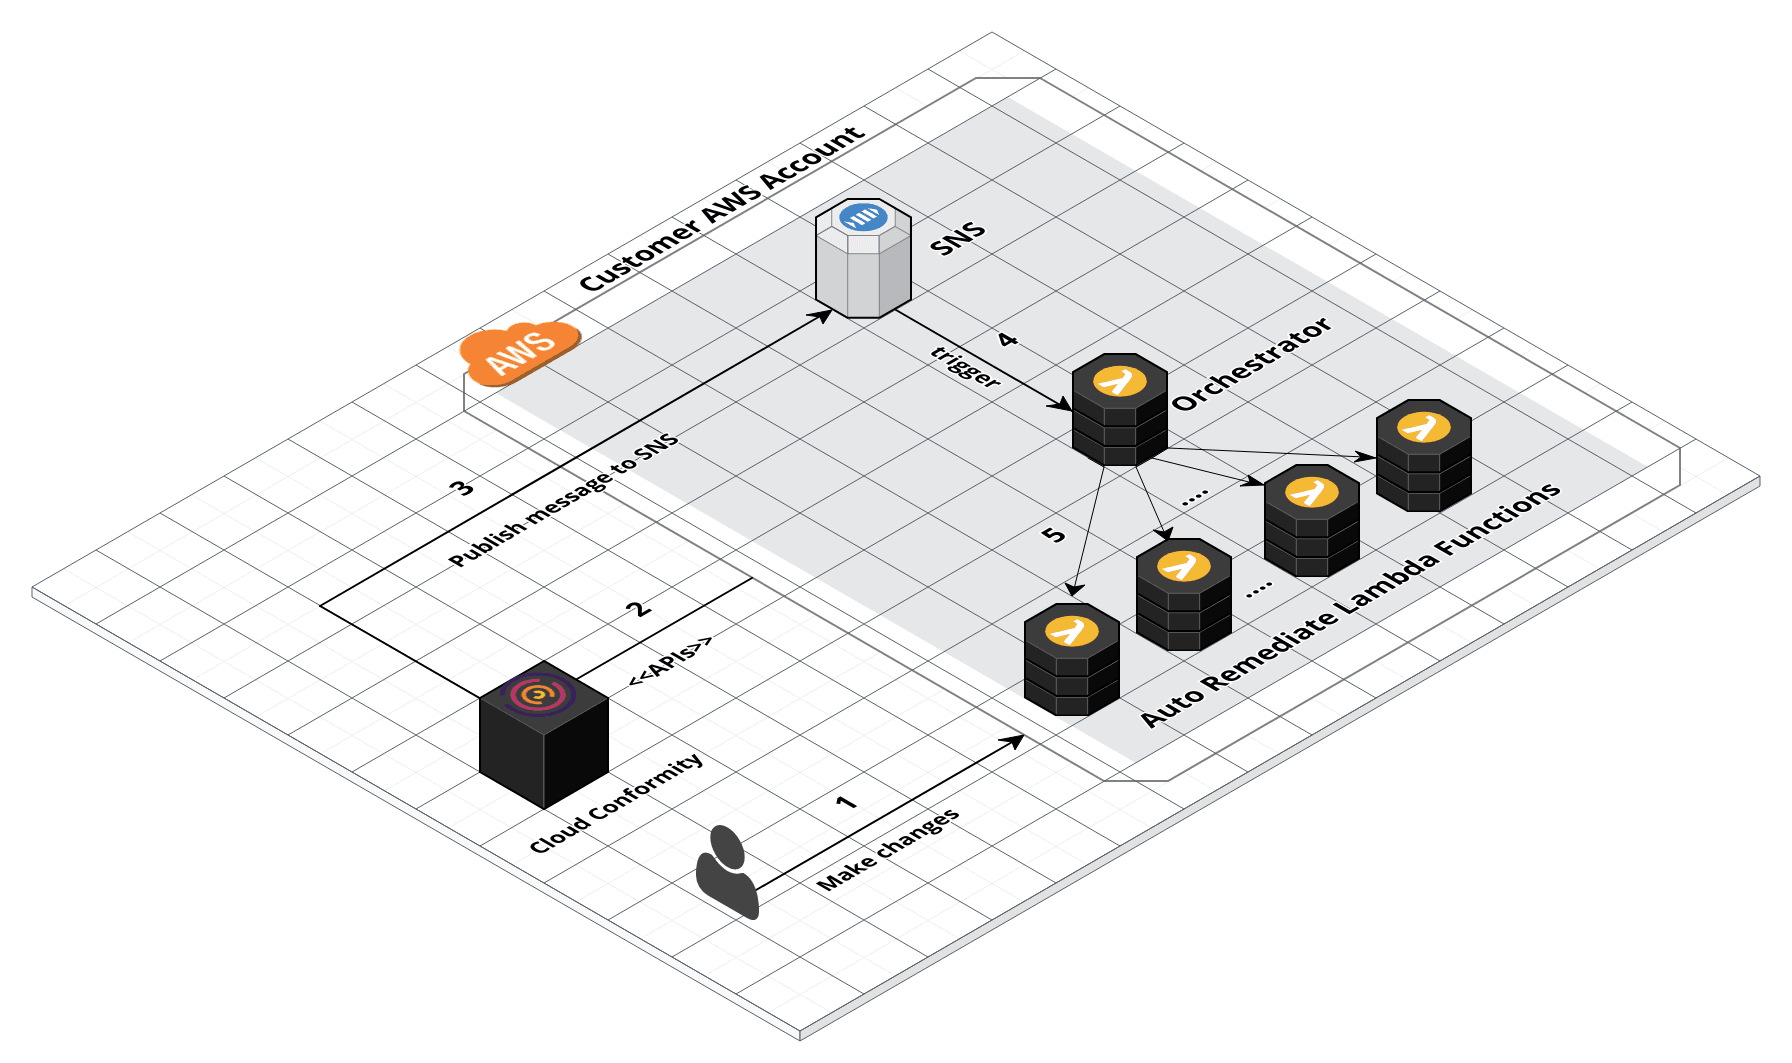 Customer AWS Account
AWS
SNS
4
trigger
Orchestrator
3
Publish message to SNS
5
....
....
Auto Remediate Lambda Functions
2
<<APIs>>
Cloud Conformity
1
Make changes